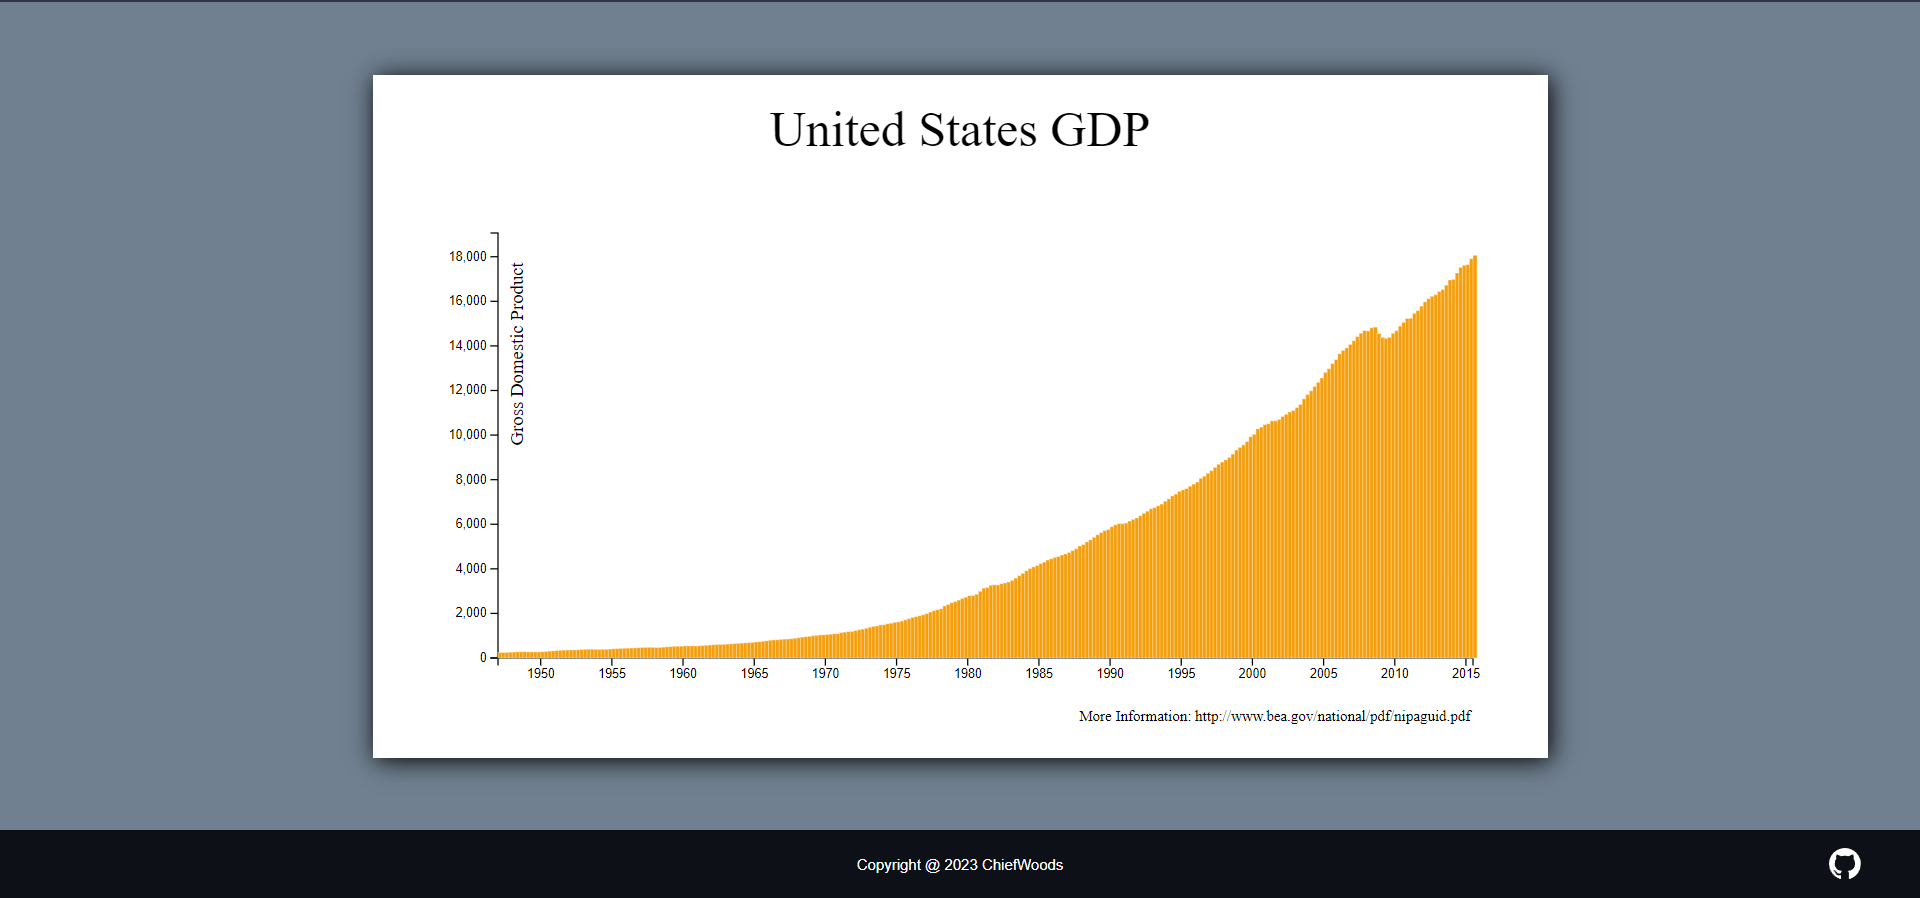 United States GDP
18,000
16,000
14,000
12,000
10,000
8,000
6,000
4,000
2,000
0
Gross Domestic Product
1950 1955 1960 1965 1970 1975 1980 1985 1990 1995 2000 2005 2010 2015
More Information: http://www.bea.gov/national/pdf/nipaguid.pdf
Copyright @ 2023 ChiefWoods